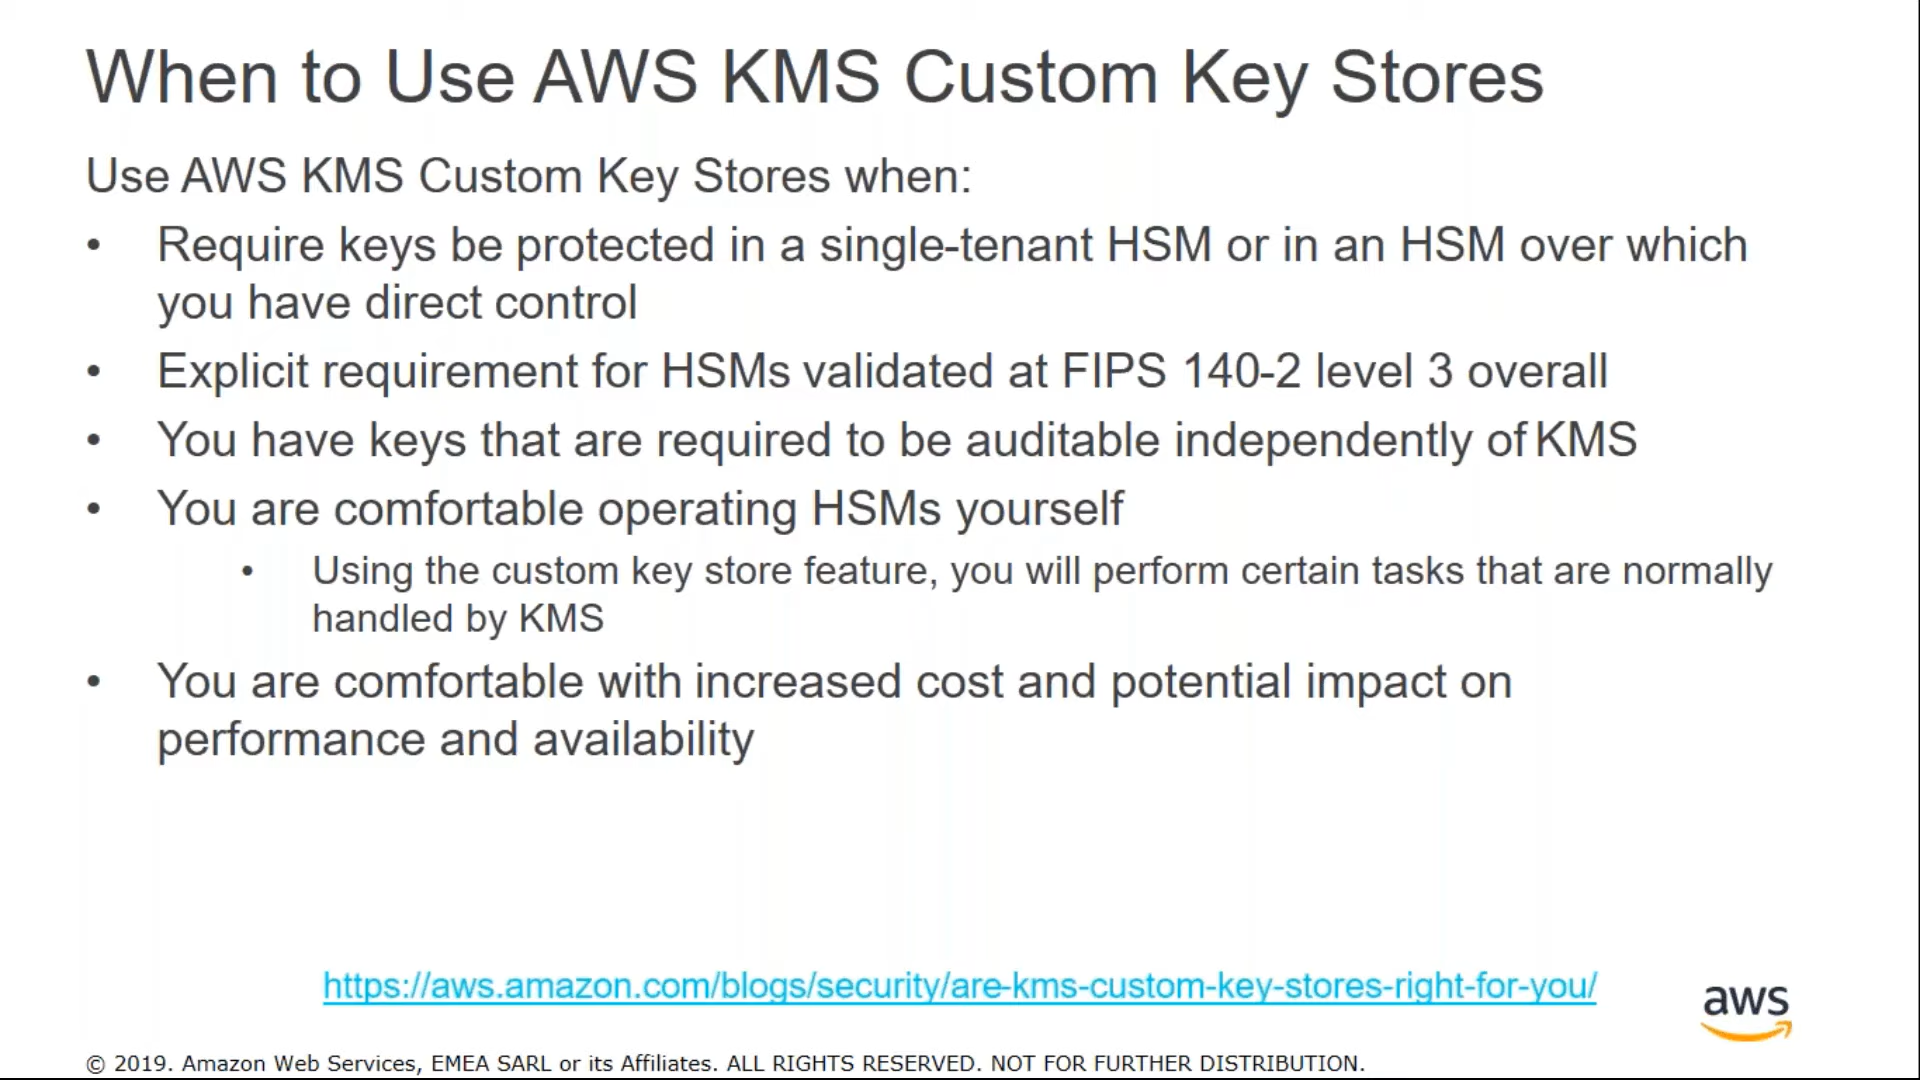 When to Use AWS KMS Custom Key Stores
Use AWS KMS Custom Key Stores when:
• Require keys be protected in a single-tenant HSM or in an HSM over which
you have direct control
• Explicit requirement for HSMs validated at FIPS 140-2 level 3 overall
• You have keys that are required to be auditable independently of KMS
• You are comfortable operating HSMs yourself
• Using the custom key store feature, you will perform certain tasks that are normally
handled by KMS
• You are comfortable with increased cost and potential impact on
performance and availability
https://aws.amazon.com/blogs/security/are-kms-custom-key-stores-right-for-you/
aws
© 2019. Amazon Web Services, EMEA SARL or its Affiliates. ALL RIGHTS RESERVED. NOT FOR FURTHER DISTRIBUTION.